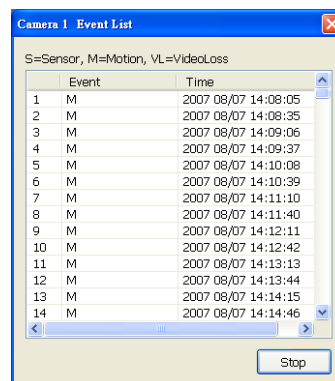 Camera 1 Event List
S=Sensor, M=Motion, VL=VideoLoss
Event Time
1 M 2007 08/07 14:08:05
2 M 2007 08/07 14:08:35
3 M 2007 08/07 14:09:06
4 M 2007 08/07 14:09:37
5 M 2007 08/07 14:10:08
6 M 2007 08/07 14:10:39
7 M 2007 08/07 14:11:10
8 M 2007 08/07 14:11:40
9 M 2007 08/07 14:12:11
10 M 2007 08/07 14:12:42
11 M 2007 08/07 14:13:13
12 M 2007 08/07 14:13:44
13 M 2007 08/07 14:14:15
14 M 2007 08/07 14:14:46
Stop